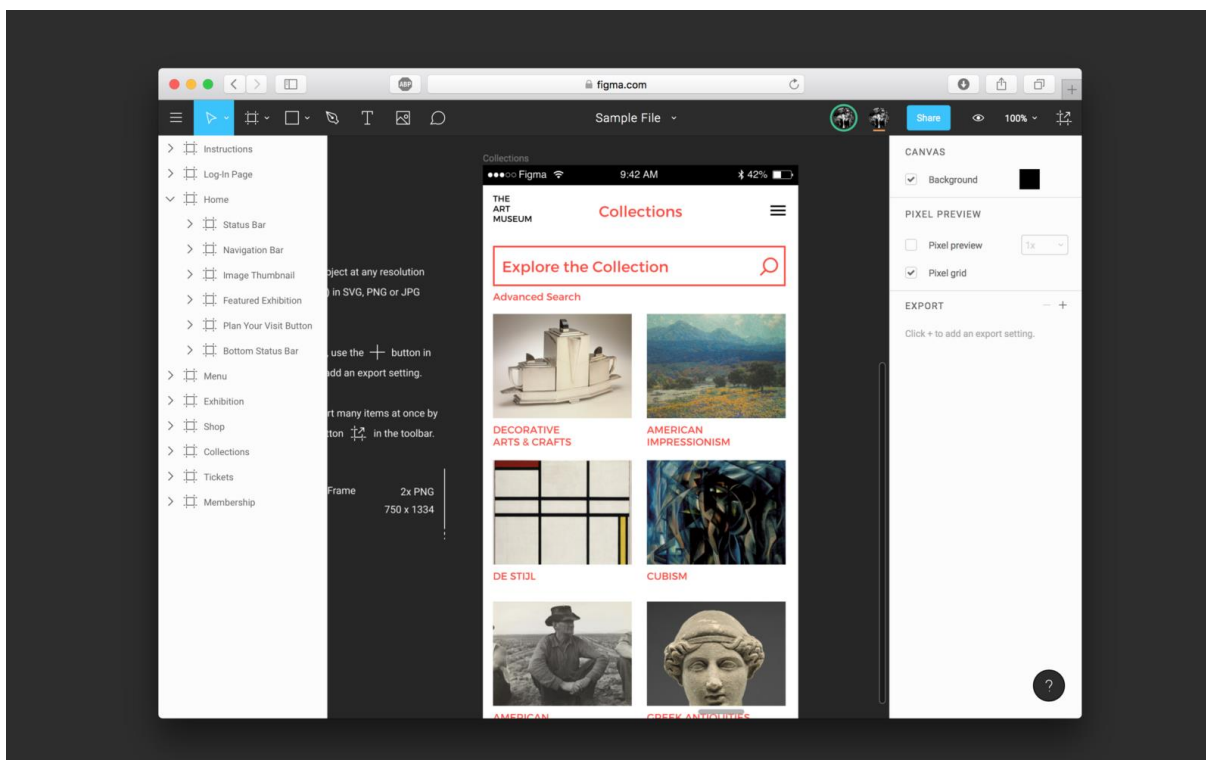 ABP
figma.com
T
Sample File
Share
100%
Instructions
Log-In Page
Home
Status Bar
Navigation Bar
Image Thumbnail
Featured Exhibition
Plan Your Visit Button
Bottom Status Bar
Menu
Exhibition
Shop
Collections
Tickets
Membership
at any resolution
in SVG, PNG or JPG
use the + button in
add an export setting.
many items at once by
in the toolbar.
Frame 2x PNG
750 x 1334
Collections
Figma 9:42 AM 42%
THE
ART
MUSEUM
Collections
Explore the Collection
Advanced Search
DECORATIVE
ARTS & CRAFTS
AMERICAN
IMPRESSIONISM
DE STIJL
CUBISM
AMERICAN
GREEK ANTIQUITIES
CANVAS
Background
PIXEL PREVIEW
Pixel preview 1x
Pixel grid
EXPORT − +
Click + to add an export setting.
?